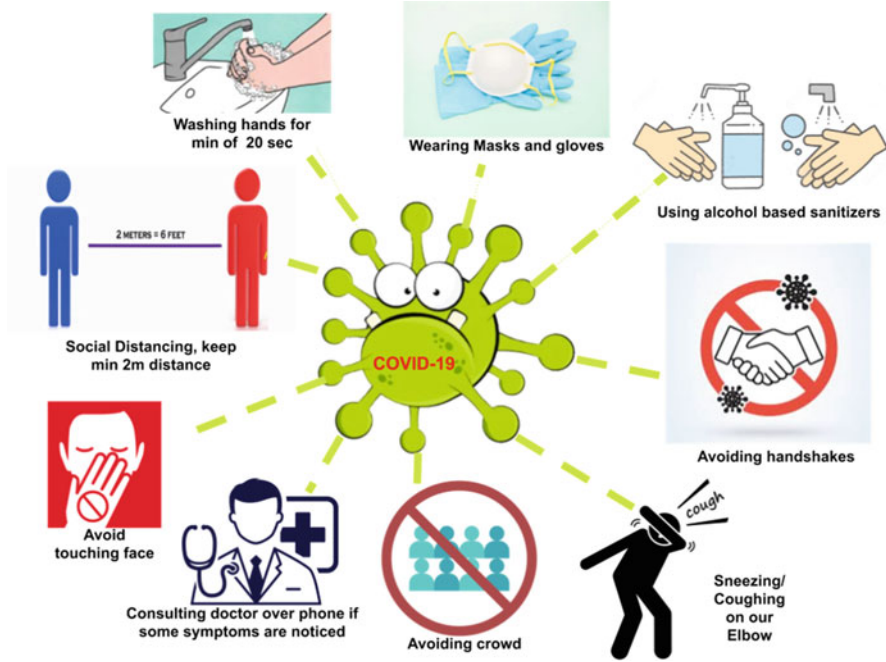 Washing hands for
min of 20 sec
Wearing Masks and gloves
Using alcohol based sanitizers
2 METERS = 6 FEET
Social Distancing, keep
min 2m distance
COVID-19
Avoiding handshakes
Avoid
touching face
Consulting doctor over phone if
some symptoms are noticed
Avoiding crowd
cough
Sneezing/
Coughing
on our
Elbow